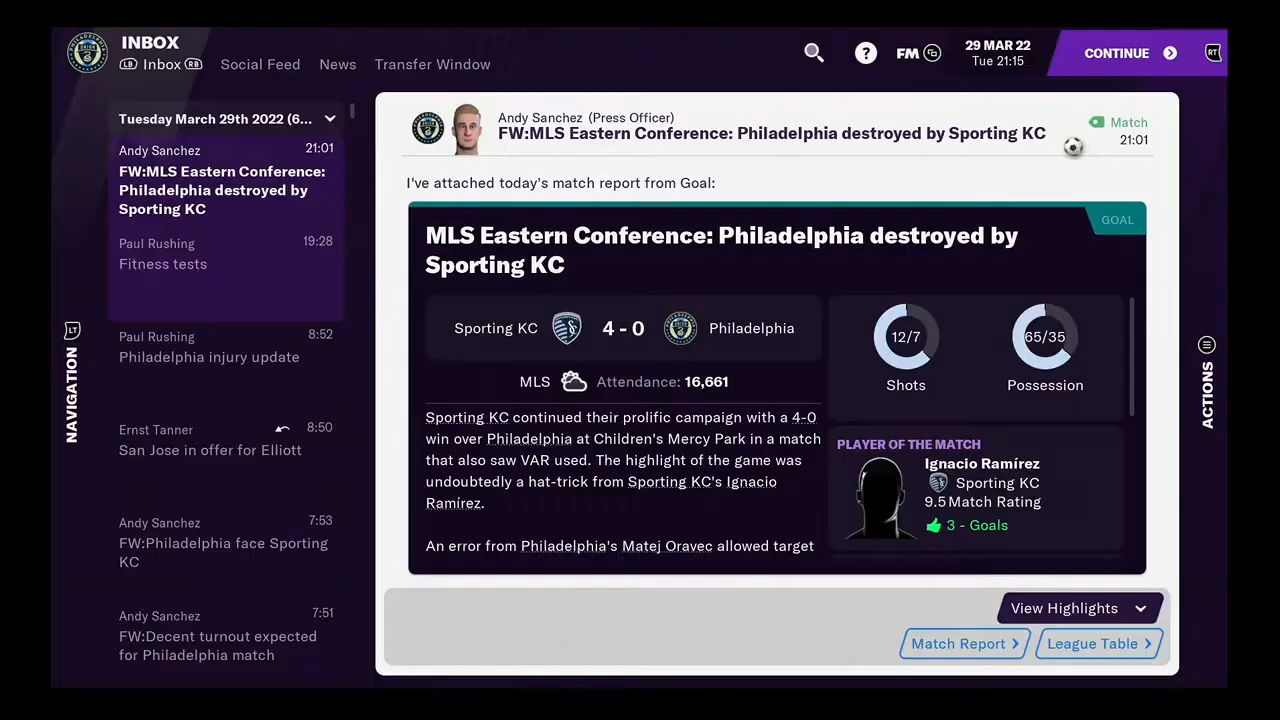 INBOX
LB Inbox RB Social Feed News Transfer Window
?
FM
29 MAR 22
Tue 21:15
CONTINUE
RT
Tuesday March 29th 2022 (6...
Andy Sanchez 21:01
FW:MLS Eastern Conference:
Philadelphia destroyed by
Sporting KC
Paul Rushing 19:28
Fitness tests
Paul Rushing 8:52
Philadelphia injury update
Ernst Tanner 8:50
San Jose in offer for Elliott
Andy Sanchez 7:53
FW:Philadelphia face Sporting
KC
Andy Sanchez 7:51
FW:Decent turnout expected
for Philadelphia match
LT
NAVIGATION
Andy Sanchez (Press Officer)
FW:MLS Eastern Conference: Philadelphia destroyed by Sporting KC
Match
21:01
I've attached today's match report from Goal:
GOAL
MLS Eastern Conference: Philadelphia destroyed by
Sporting KC
Sporting KC 4 - 0 Philadelphia
MLS Attendance: 16,661
Sporting KC continued their prolific campaign with a 4-0
win over Philadelphia at Children's Mercy Park in a match
that also saw VAR used. The highlight of the game was
undoubtedly a hat-trick from Sporting KC's Ignacio
Ramírez.
An error from Philadelphia's Matej Oravec allowed target
12/7
Shots
65/35
Possession
PLAYER OF THE MATCH
Ignacio Ramírez
Sporting KC
9.5 Match Rating
3 - Goals
View Highlights
Match Report
League Table
ACTIONS